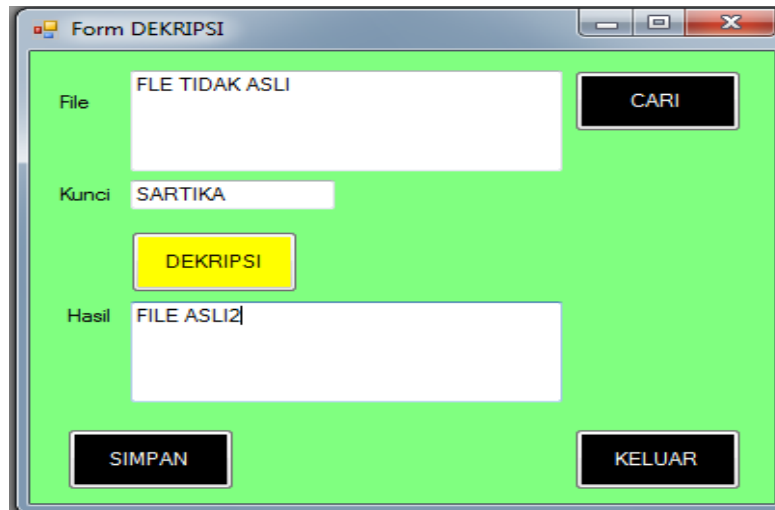 Form DEKRIPSI
File
FLE TIDAK ASLI
CARI
Kunci
SARTIKA
DEKRIPSI
Hasil
FILE ASLI2
SIMPAN
KELUAR